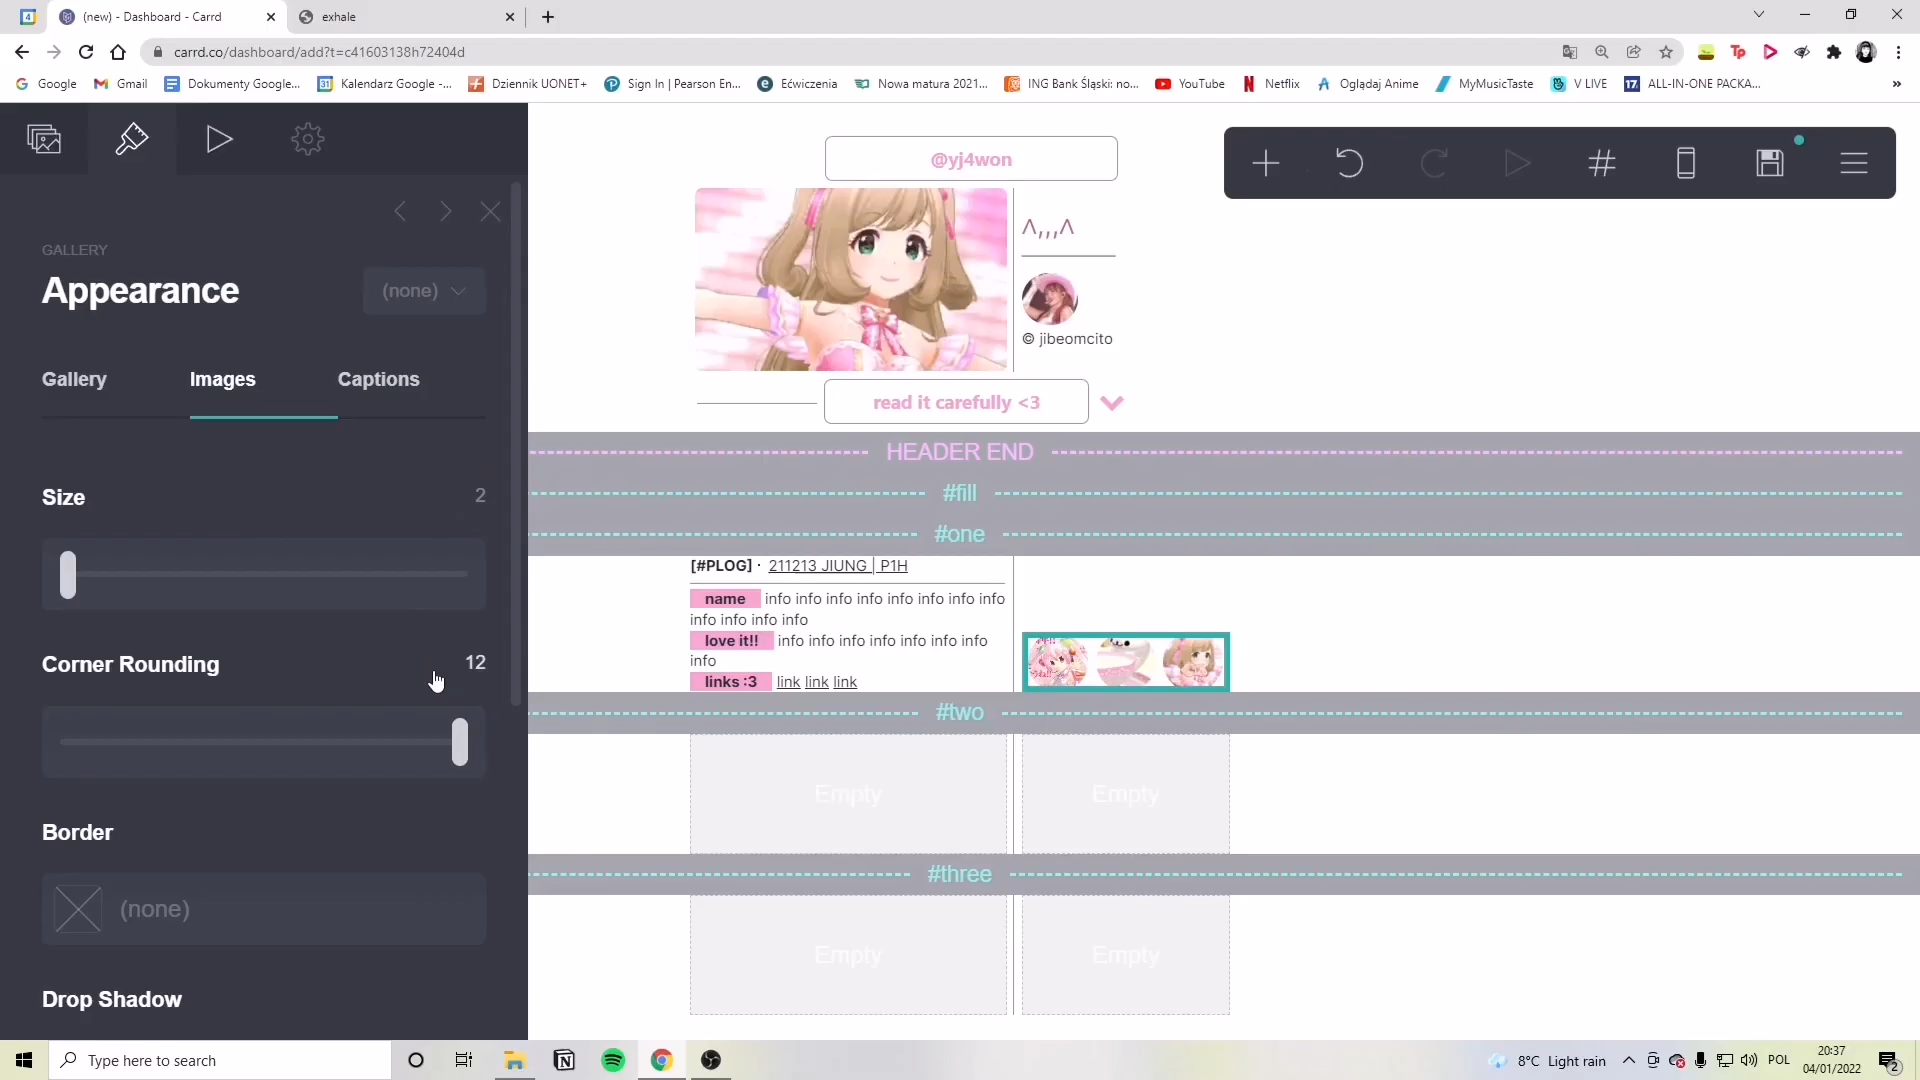 (new) - Dashboard - Carrd
exhale
carrd.co/dashboard/add?t=c41603138h72404d
Google
Gmail
Dokumenty Google...
Kalendarz Google -...
Dziennik UONET+
Sign In | Pearson En...
Ećwiczenia
Nowa matura 2021...
ING Bank Śląski: no...
YouTube
Netflix
Oglądaj Anime
MyMusicTaste
V LIVE
ALL-IN-ONE PACKA...
»
GALLERY
Appearance
(none)
Gallery
Images
Captions
Size
2
Corner Rounding
12
Border
(none)
Drop Shadow
@yj4won
^,,,^
© jibeomcito
read it carefully <3
HEADER END
#fill
#one
[#PLOG] · 211213 JIUNG | P1H
name info info info info info info info info
info info info info
love it!! info info info info info info info
info
links :3 link link link
#two
Empty
Empty
#three
Empty
Empty
Type here to search
8°C Light rain
POL
20:37
04/01/2022
2